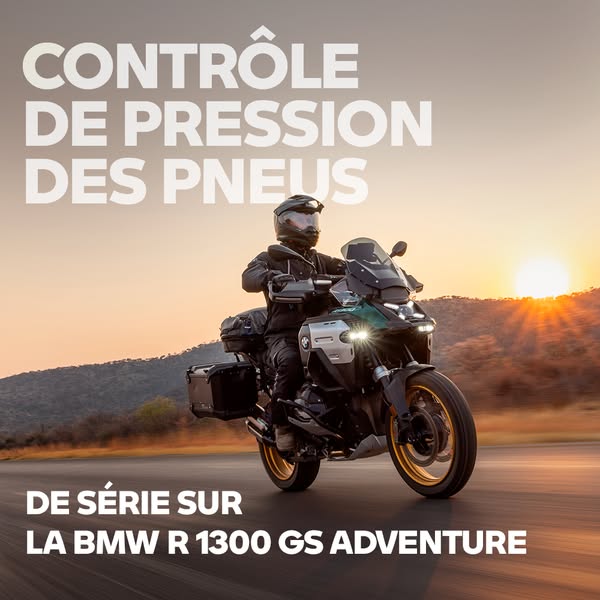 CONTRÔLE
DE PRESSION
DES PNEUS
DE SÉRIE SUR
LA BMW R 1300 GS ADVENTURE